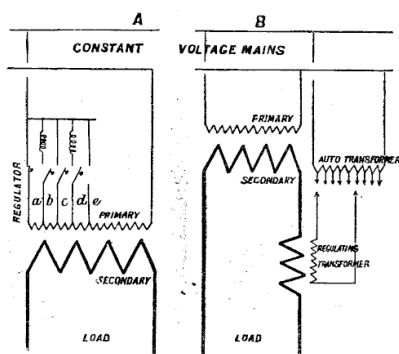 A B
CONSTANT VOLTAGE MAINS
REGULATOR
a b c d e
PRIMARY
SECONDARY
LOAD
PRIMARY
SECONDARY
AUTO TRANSFORMER
REGULATING
TRANSFORMER
LOAD